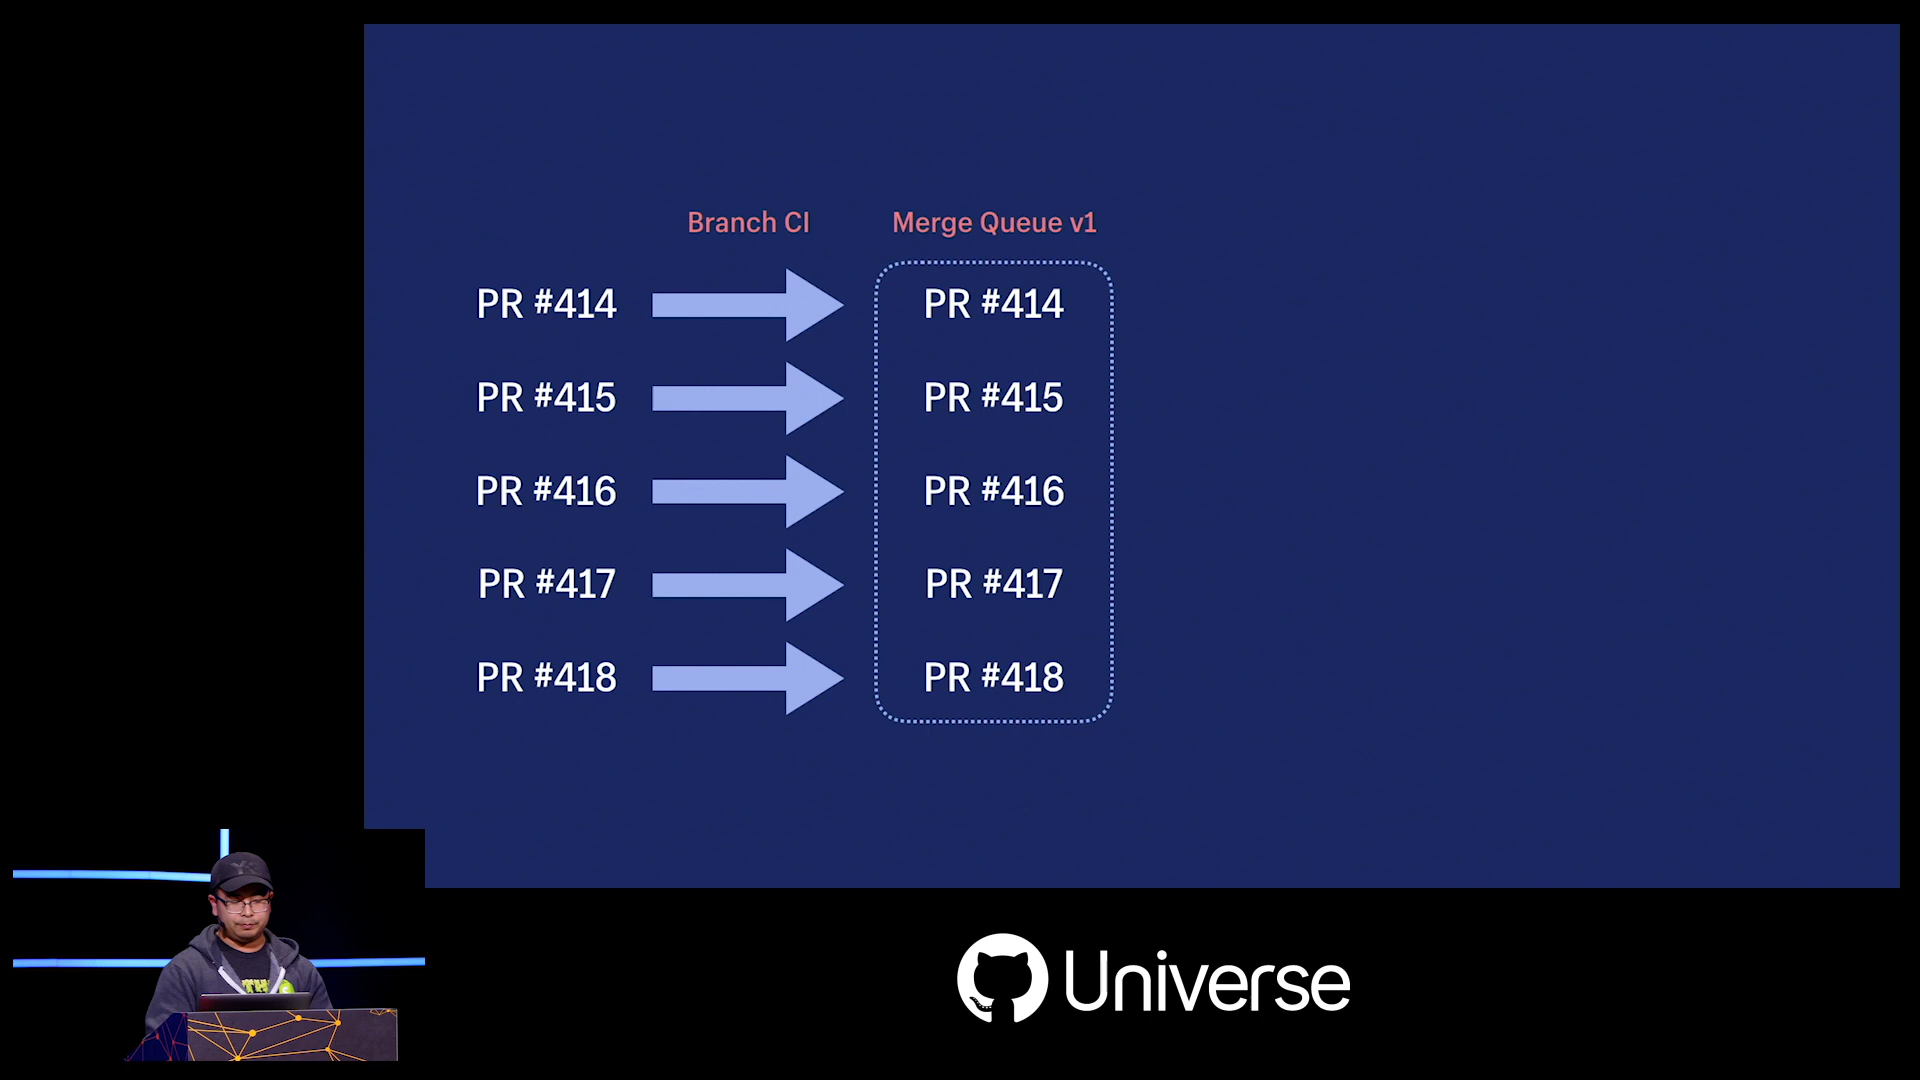 Branch CI Merge Queue v1
PR #414 PR #414
PR #415 PR #415
PR #416 PR #416
PR #417 PR #417
PR #418 PR #418
Universe